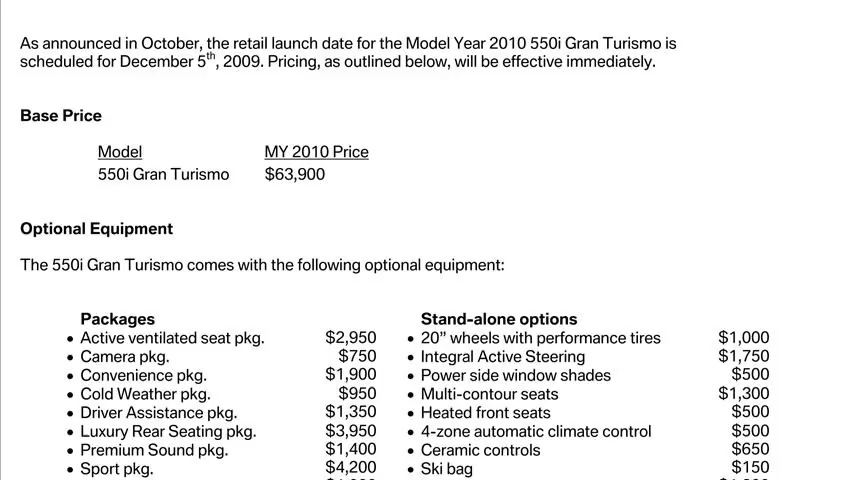 As announced in October, the retail launch date for the Model Year 2010 550i Gran Turismo is
scheduled for December 5th, 2009. Pricing, as outlined below, will be effective immediately.
Base Price
Model MY 2010 Price
550i Gran Turismo $63,900
Optional Equipment
The 550i Gran Turismo comes with the following optional equipment:
Packages Stand-alone options
• Active ventilated seat pkg. $2,950 • 20” wheels with performance tires $1,000
• Camera pkg. $750 • Integral Active Steering $1,750
• Convenience pkg. $1,900 • Power side window shades $500
• Cold Weather pkg. $950 • Multi-contour seats $1,300
• Driver Assistance pkg. $1,350 • Heated front seats $500
• Luxury Rear Seating pkg. $3,950 • 4-zone automatic climate control $500
• Premium Sound pkg. $1,400 • Ceramic controls $650
• Sport pkg. $4,200 • Ski bag $150